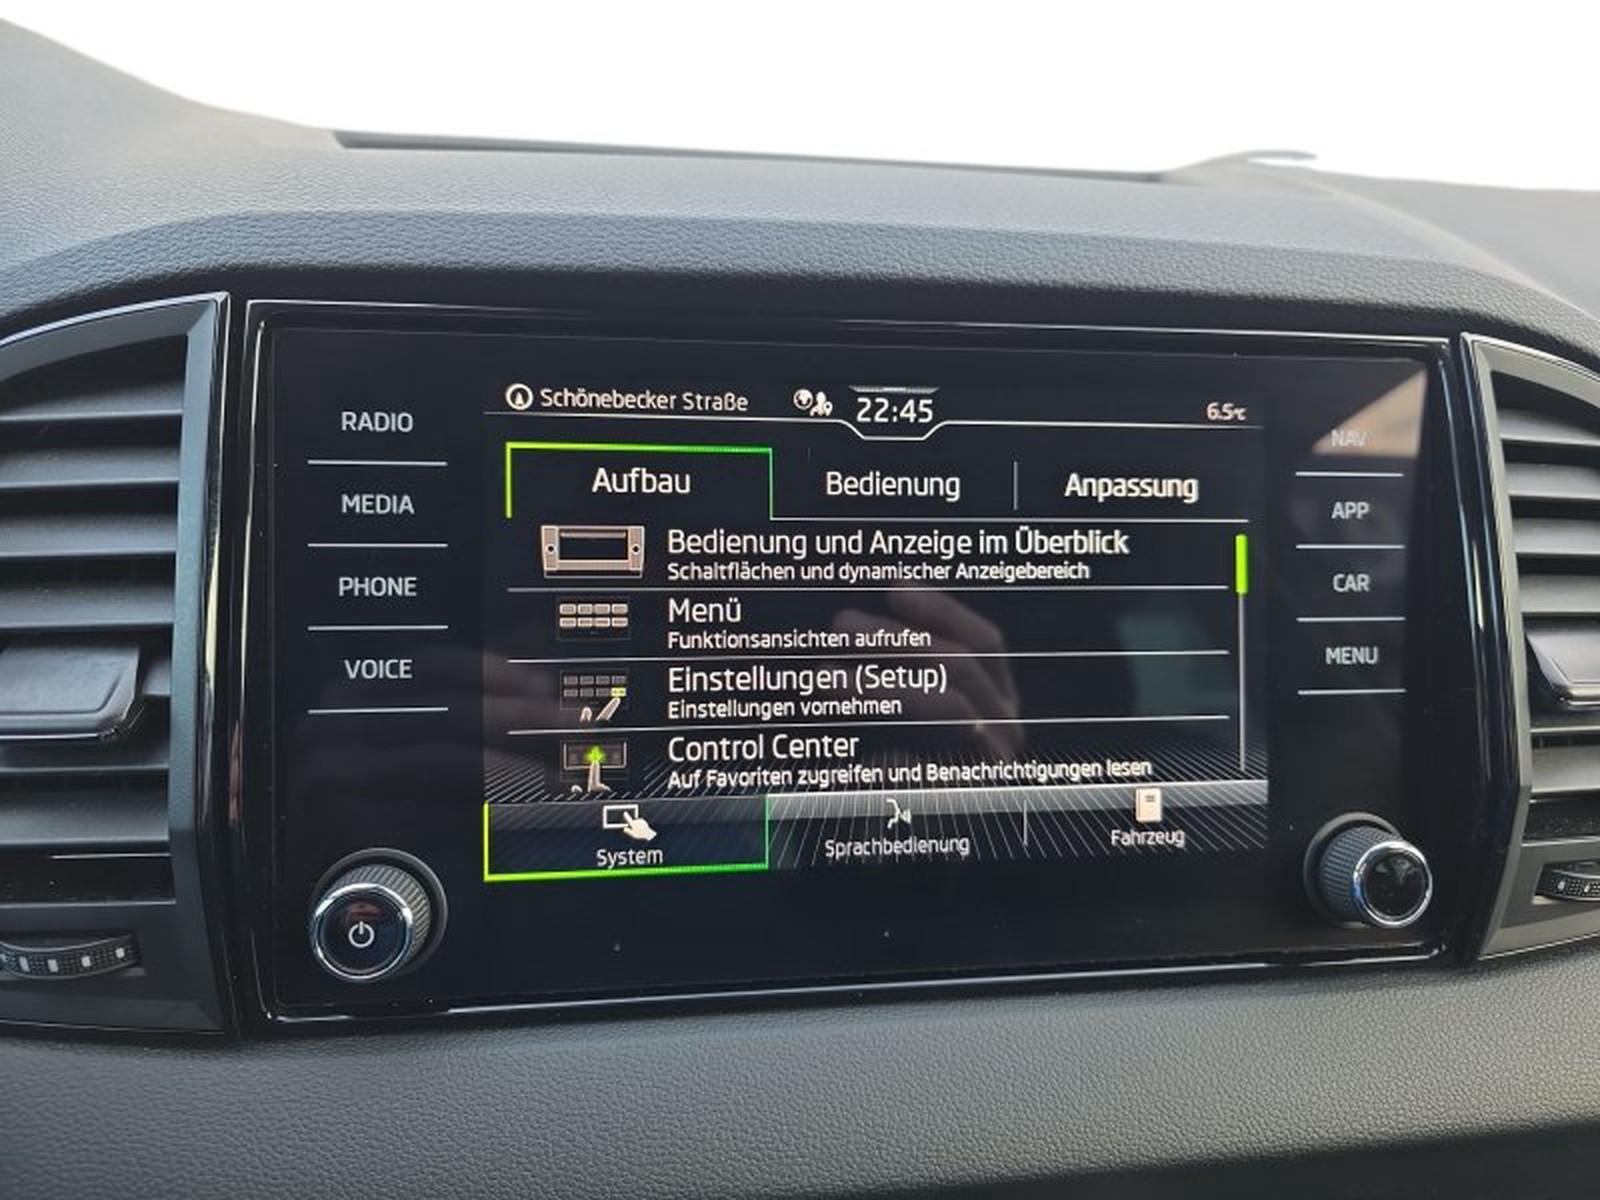 Schönebecker Straße
22:45
6.5°C
RADIO
MEDIA
PHONE
VOICE
Aufbau
Bedienung
Anpassung
Bedienung und Anzeige im Überblick
Schaltflächen und dynamischer Anzeigebereich
Menü
Funktionsansichten aufrufen
Einstellungen (Setup)
Einstellungen vornehmen
Control Center
Auf Favoriten zugreifen und Benachrichtigungen lesen
System
Sprachbedienung
Fahrzeug
NAV
APP
CAR
MENU